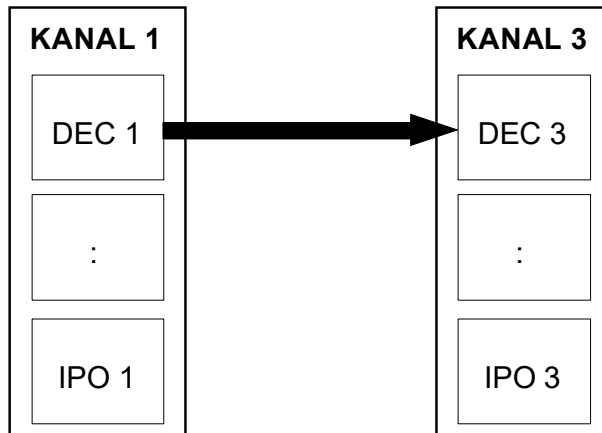 KANAL 1
DEC 1
:
IPO 1
KANAL 3
DEC 3
:
IPO 3